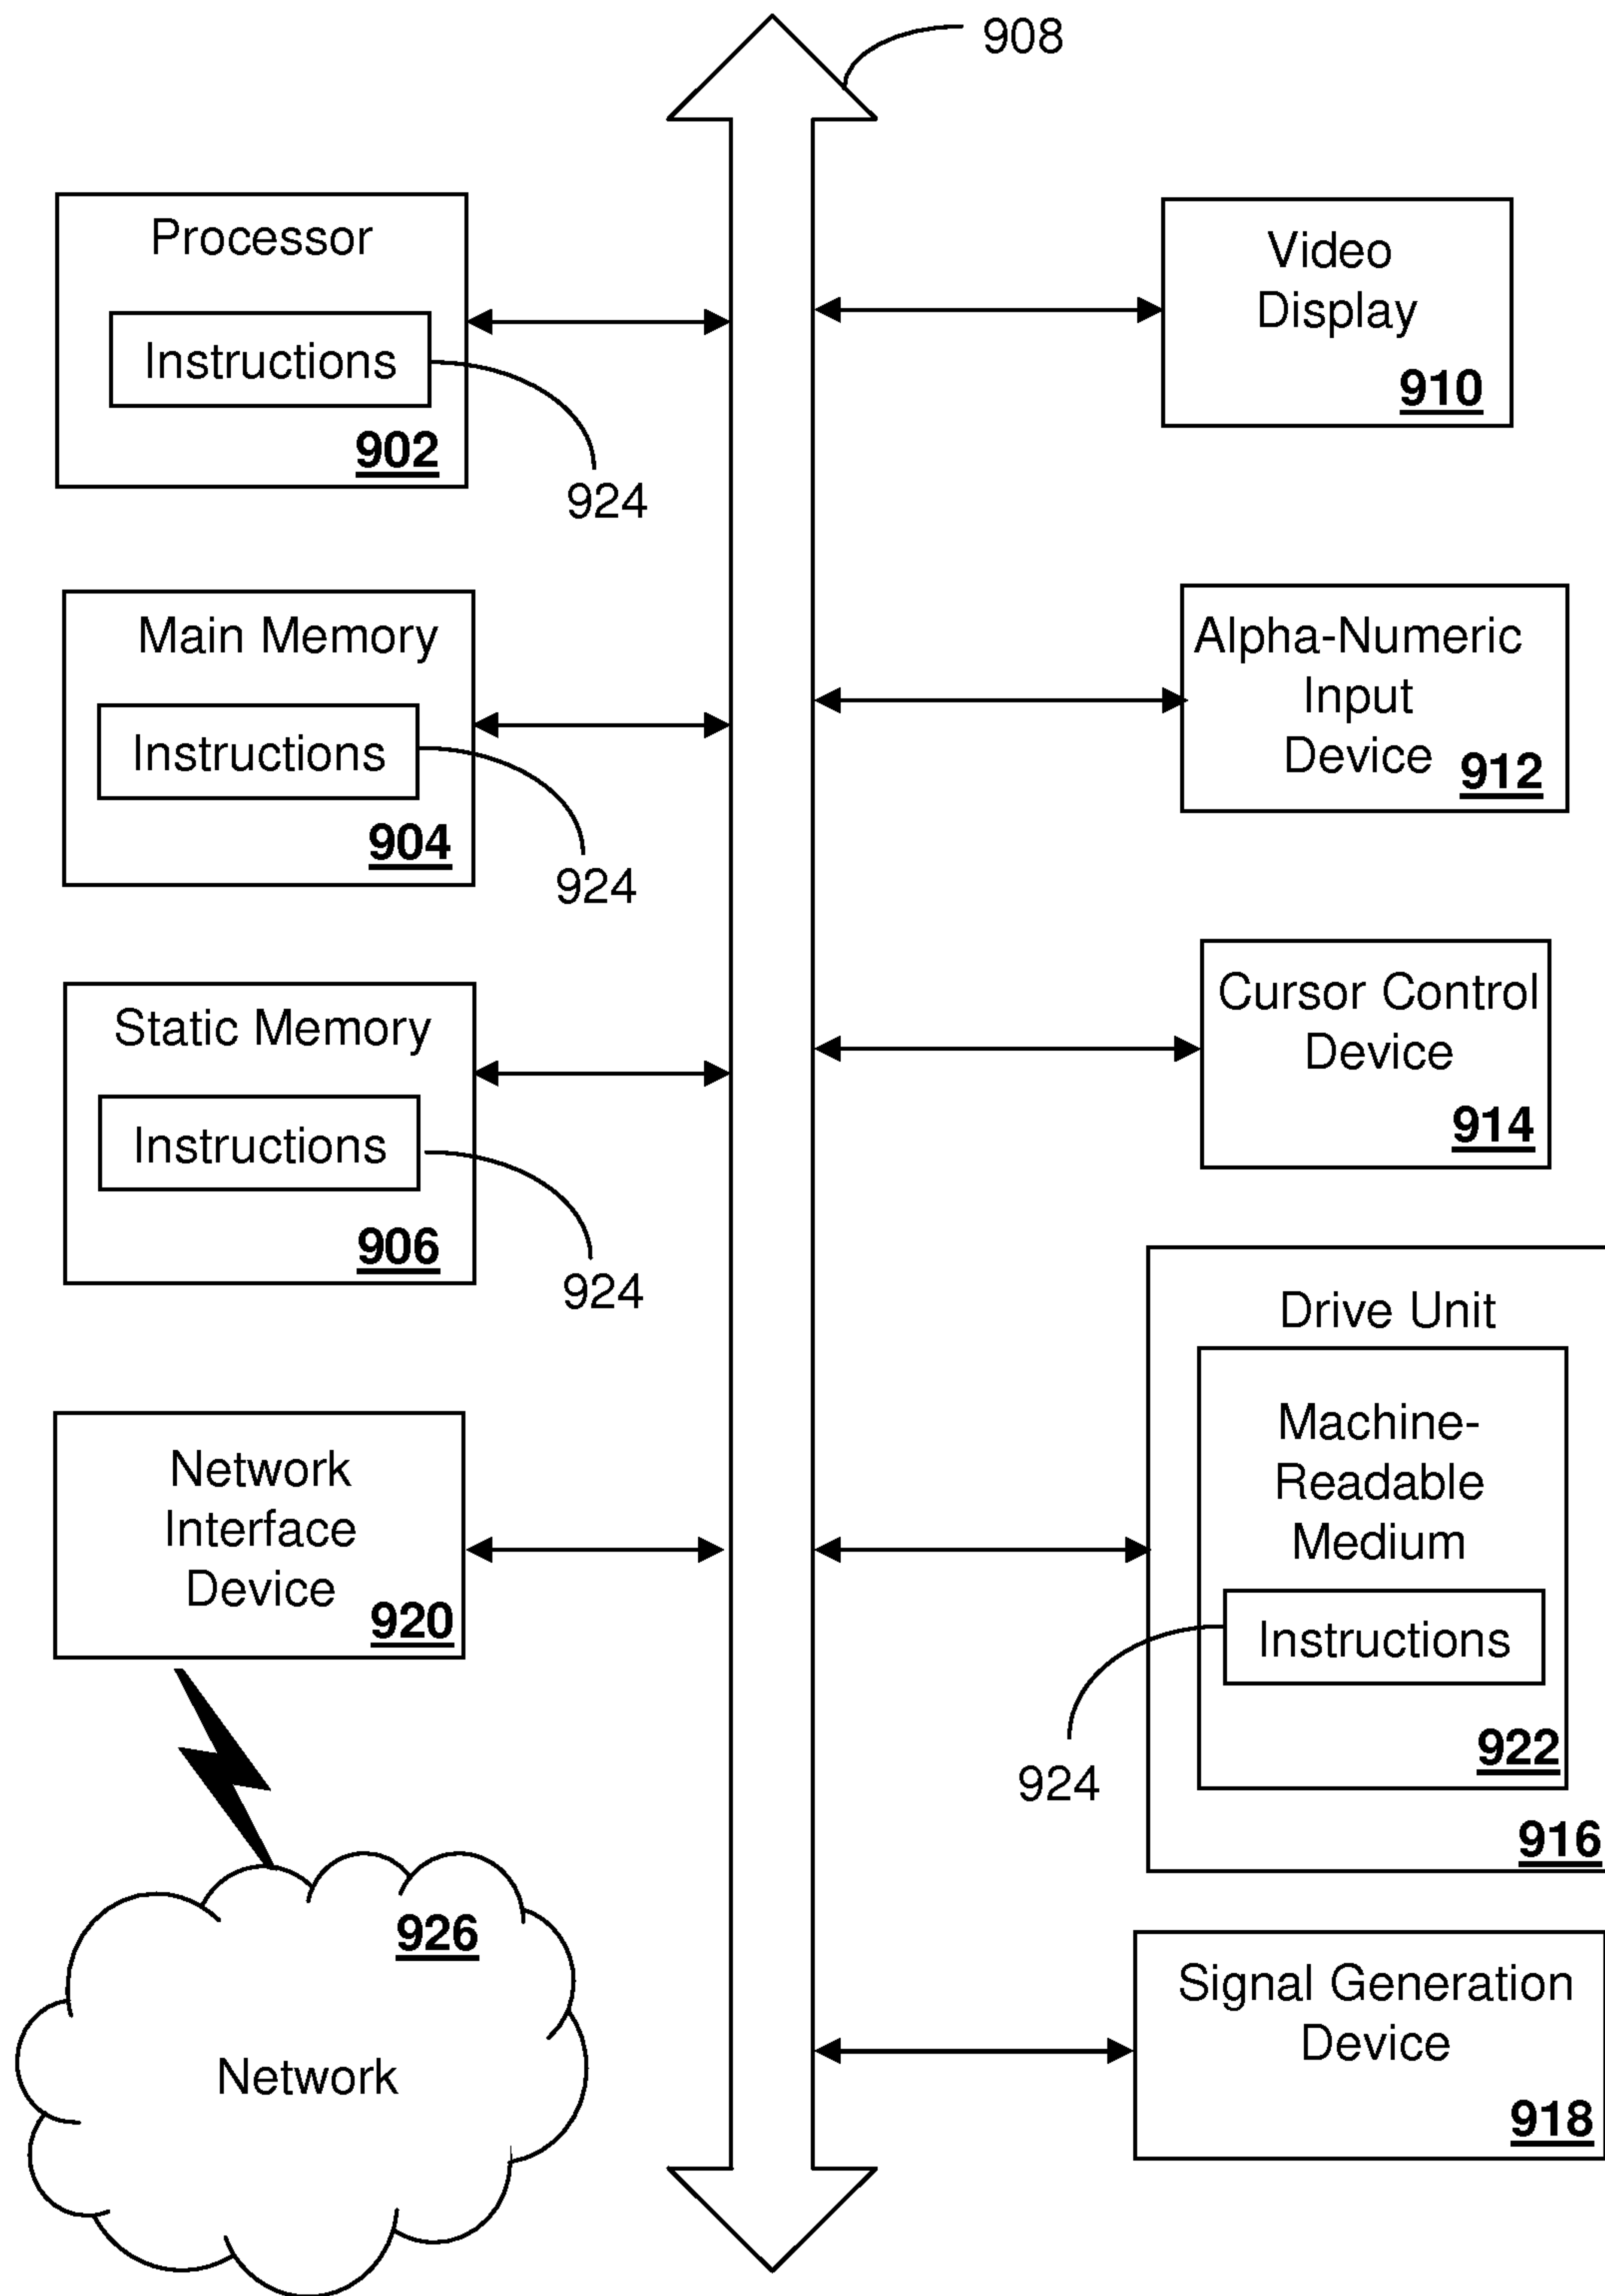 908
Processor
Instructions
902
924
Main Memory
Instructions
904
924
Static Memory
Instructions
906
924
Network
Interface
Device
920
926
Network
Video
Display
910
Alpha-Numeric
Input
Device
912
Cursor Control
Device
914
Drive Unit
Machine-
Readable
Medium
Instructions
922
924
916
Signal Generation
Device
918